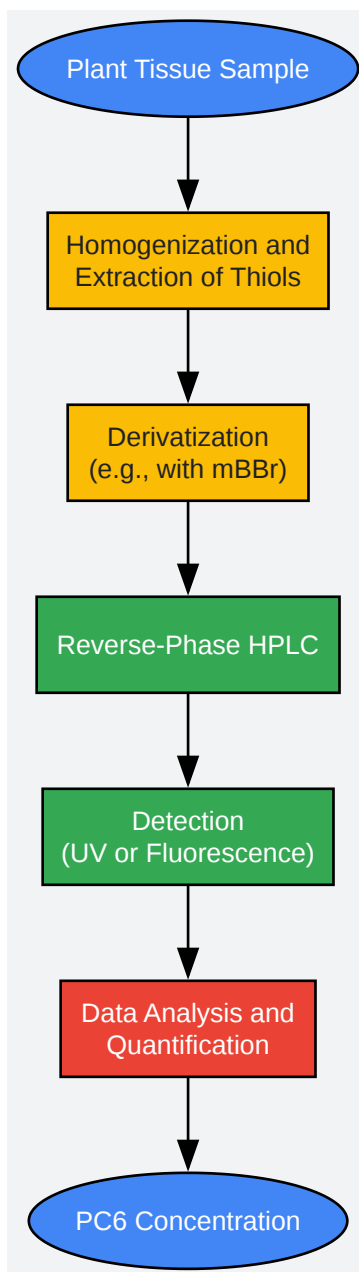 Plant Tissue Sample
Homogenization and
Extraction of Thiols
Derivatization
(e.g., with mBBr)
Reverse-Phase HPLC
Detection
(UV or Fluorescence)
Data Analysis and
Quantification
PC6 Concentration